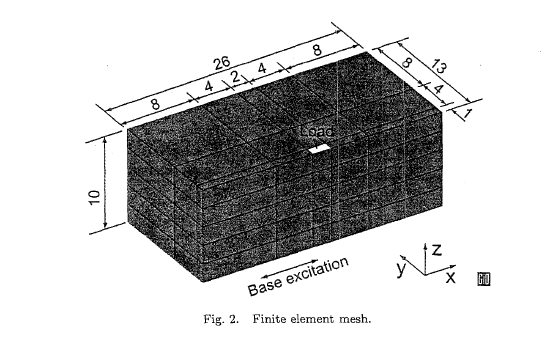 26
8
4
2
4
8
13
8
4
1
Load
10
Base excitation
z
y
x
圖
Fig. 2. Finite element mesh.